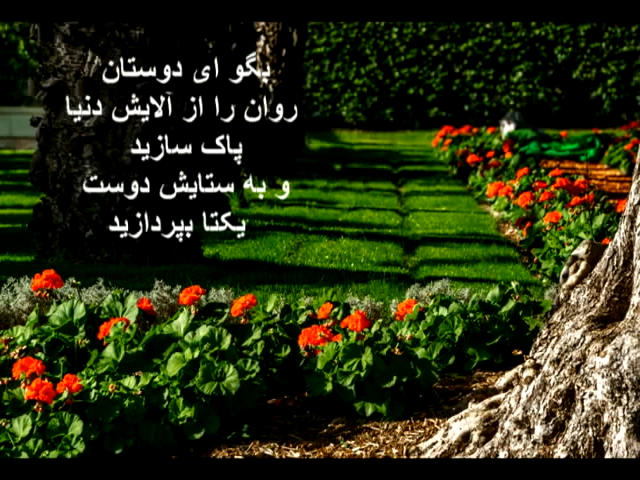 بگو ای دوستان
روان را از آلایش دنیا
پاک سازید
و به ستایش دوست
یکتا بپردازید